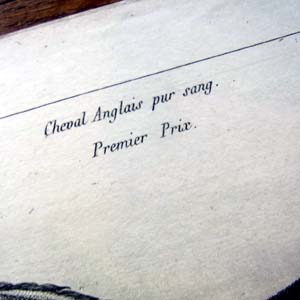 Cheval Anglais pur sang.
Premier Prix.